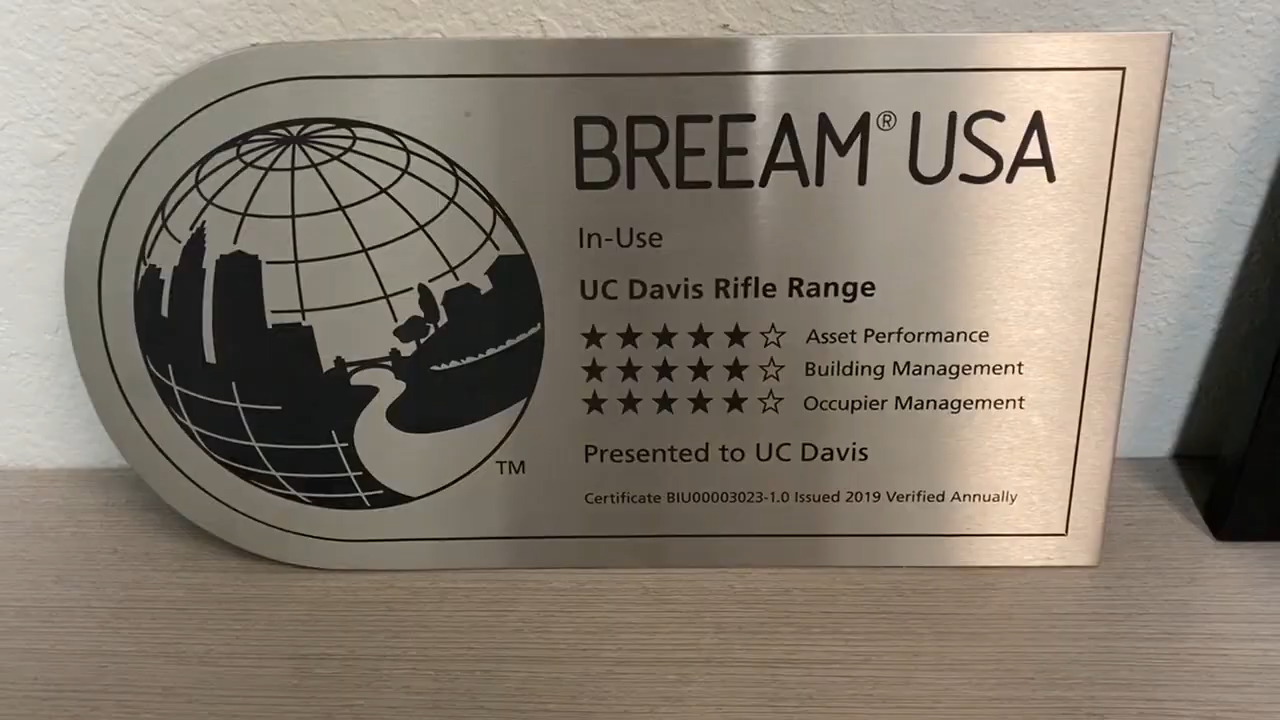 BREEAM® USA
In-Use
UC Davis Rifle Range
★★★★★☆ Asset Performance
★★★★★☆ Building Management
★★★★★☆ Occupier Management
Presented to UC Davis
Certificate BIU00003023-1.0 Issued 2019 Verified Annually
TM